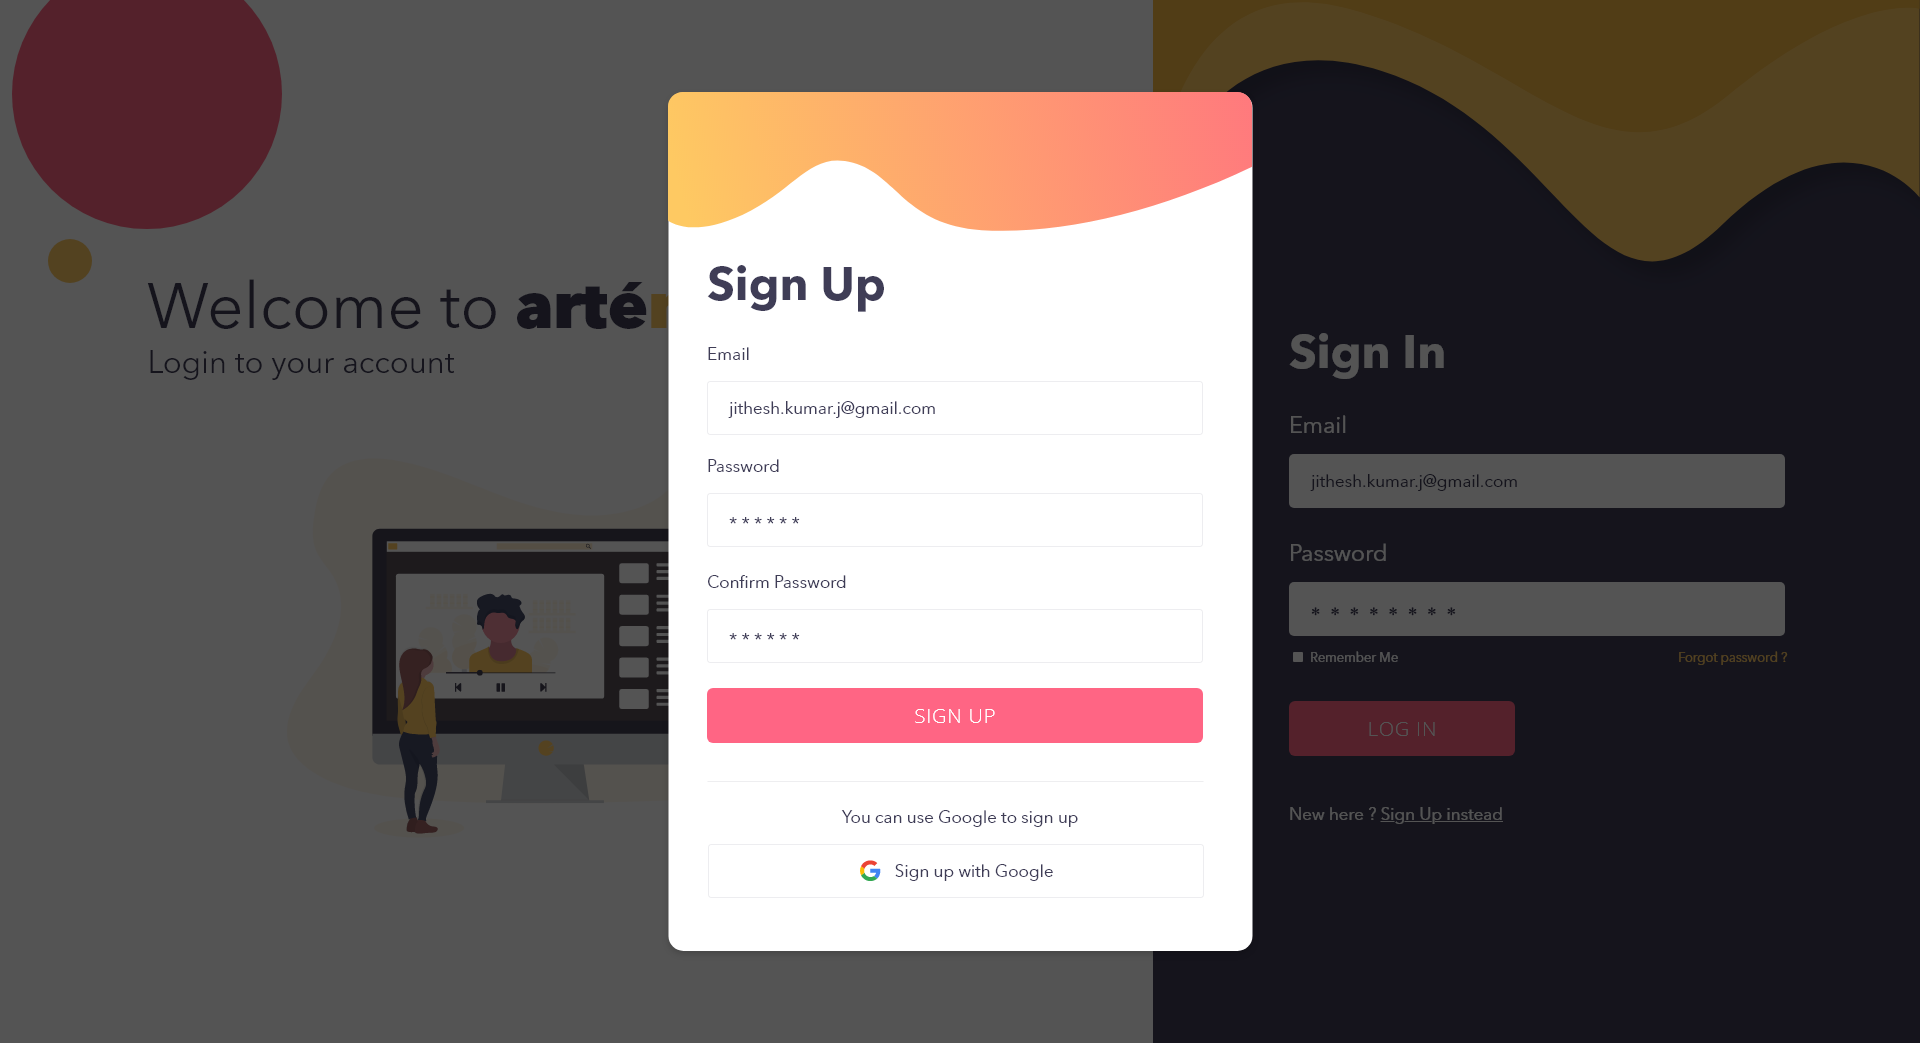 Welcome to arté
Login to your account
Sign Up
Email
jithesh.kumar.j@gmail.com
Password
* * * * * *
Confirm Password
* * * * * *
SIGN UP
You can use Google to sign up
Sign up with Google
Sign In
Email
jithesh.kumar.j@gmail.com
Password
* * * * * * * *
Remember Me
Forgot password ?
LOG IN
New here ? Sign Up instead